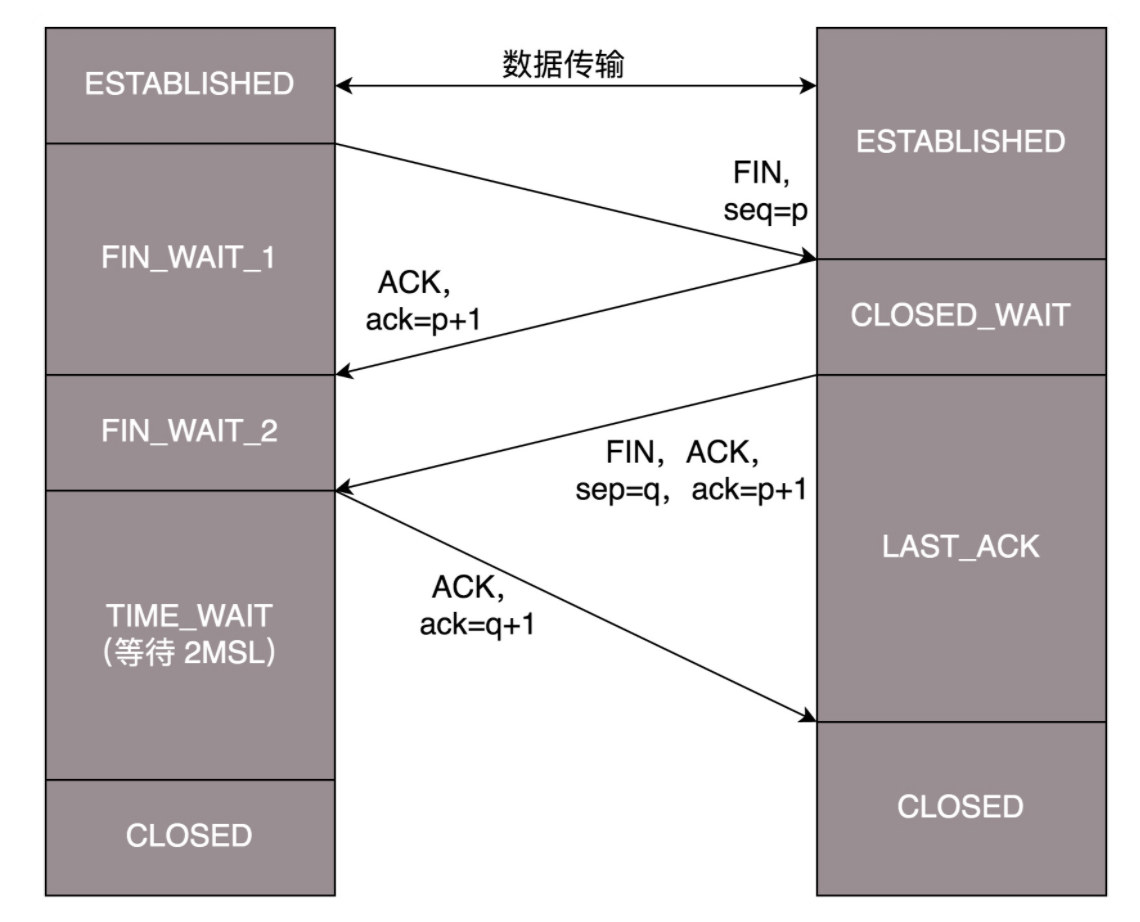 数据传输
ESTABLISHED
ESTABLISHED
FIN,
seq=p
FIN_WAIT_1
ACK,
ack=p+1
CLOSED_WAIT
FIN_WAIT_2
FIN，ACK,
sep=q，ack=p+1
LAST_ACK
ACK,
ack=q+1
TIME_WAIT
（等待 2MSL）
CLOSED
CLOSED